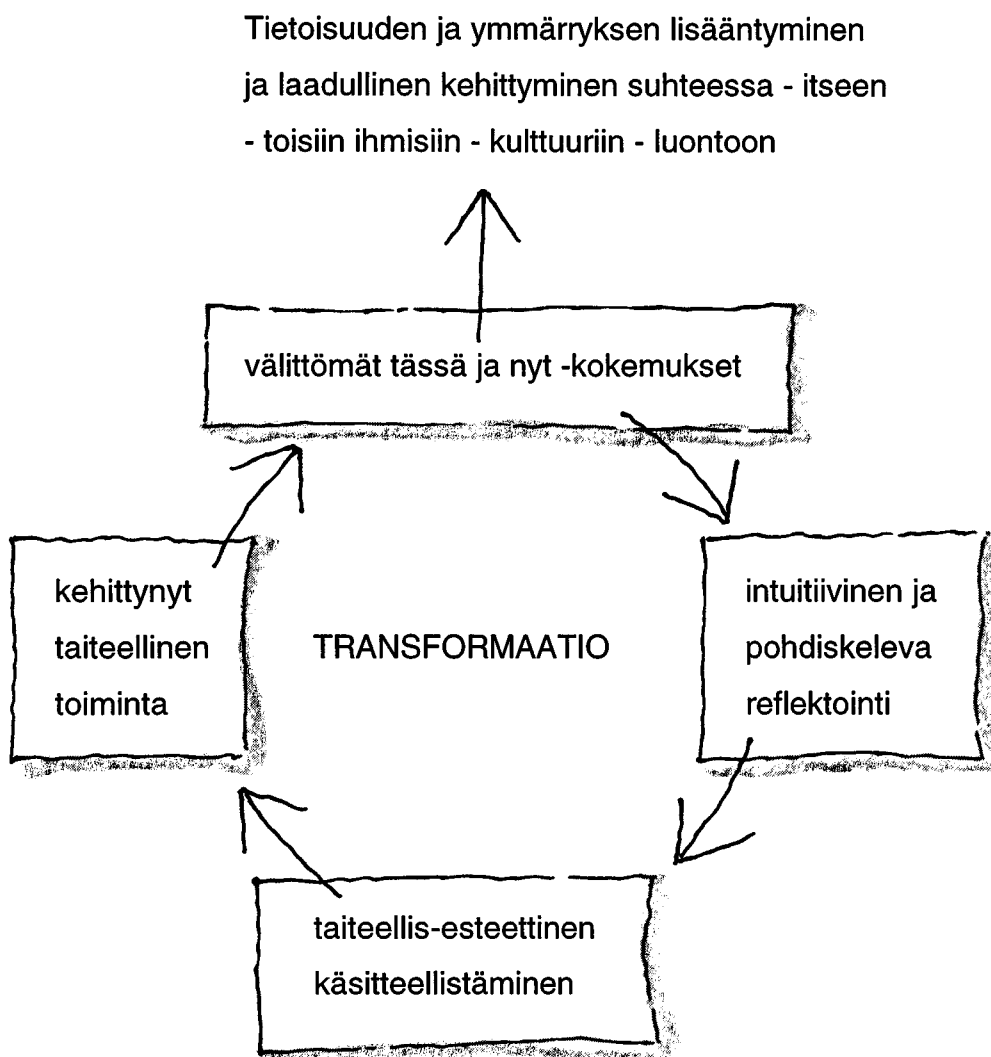 Tietoisuuden ja ymmärryksen lisääntyminen
ja laadullinen kehittyminen suhteessa - itseen
- toisiin ihmisiin - kulttuuriin - luontoon
välittömät tässä ja nyt -kokemukset
kehittynyt
taiteellinen
toiminta
TRANSFORMAATIO
intuitiivinen ja
pohdiskeleva
reflektointi
taiteellis-esteettinen
käsitteellistäminen